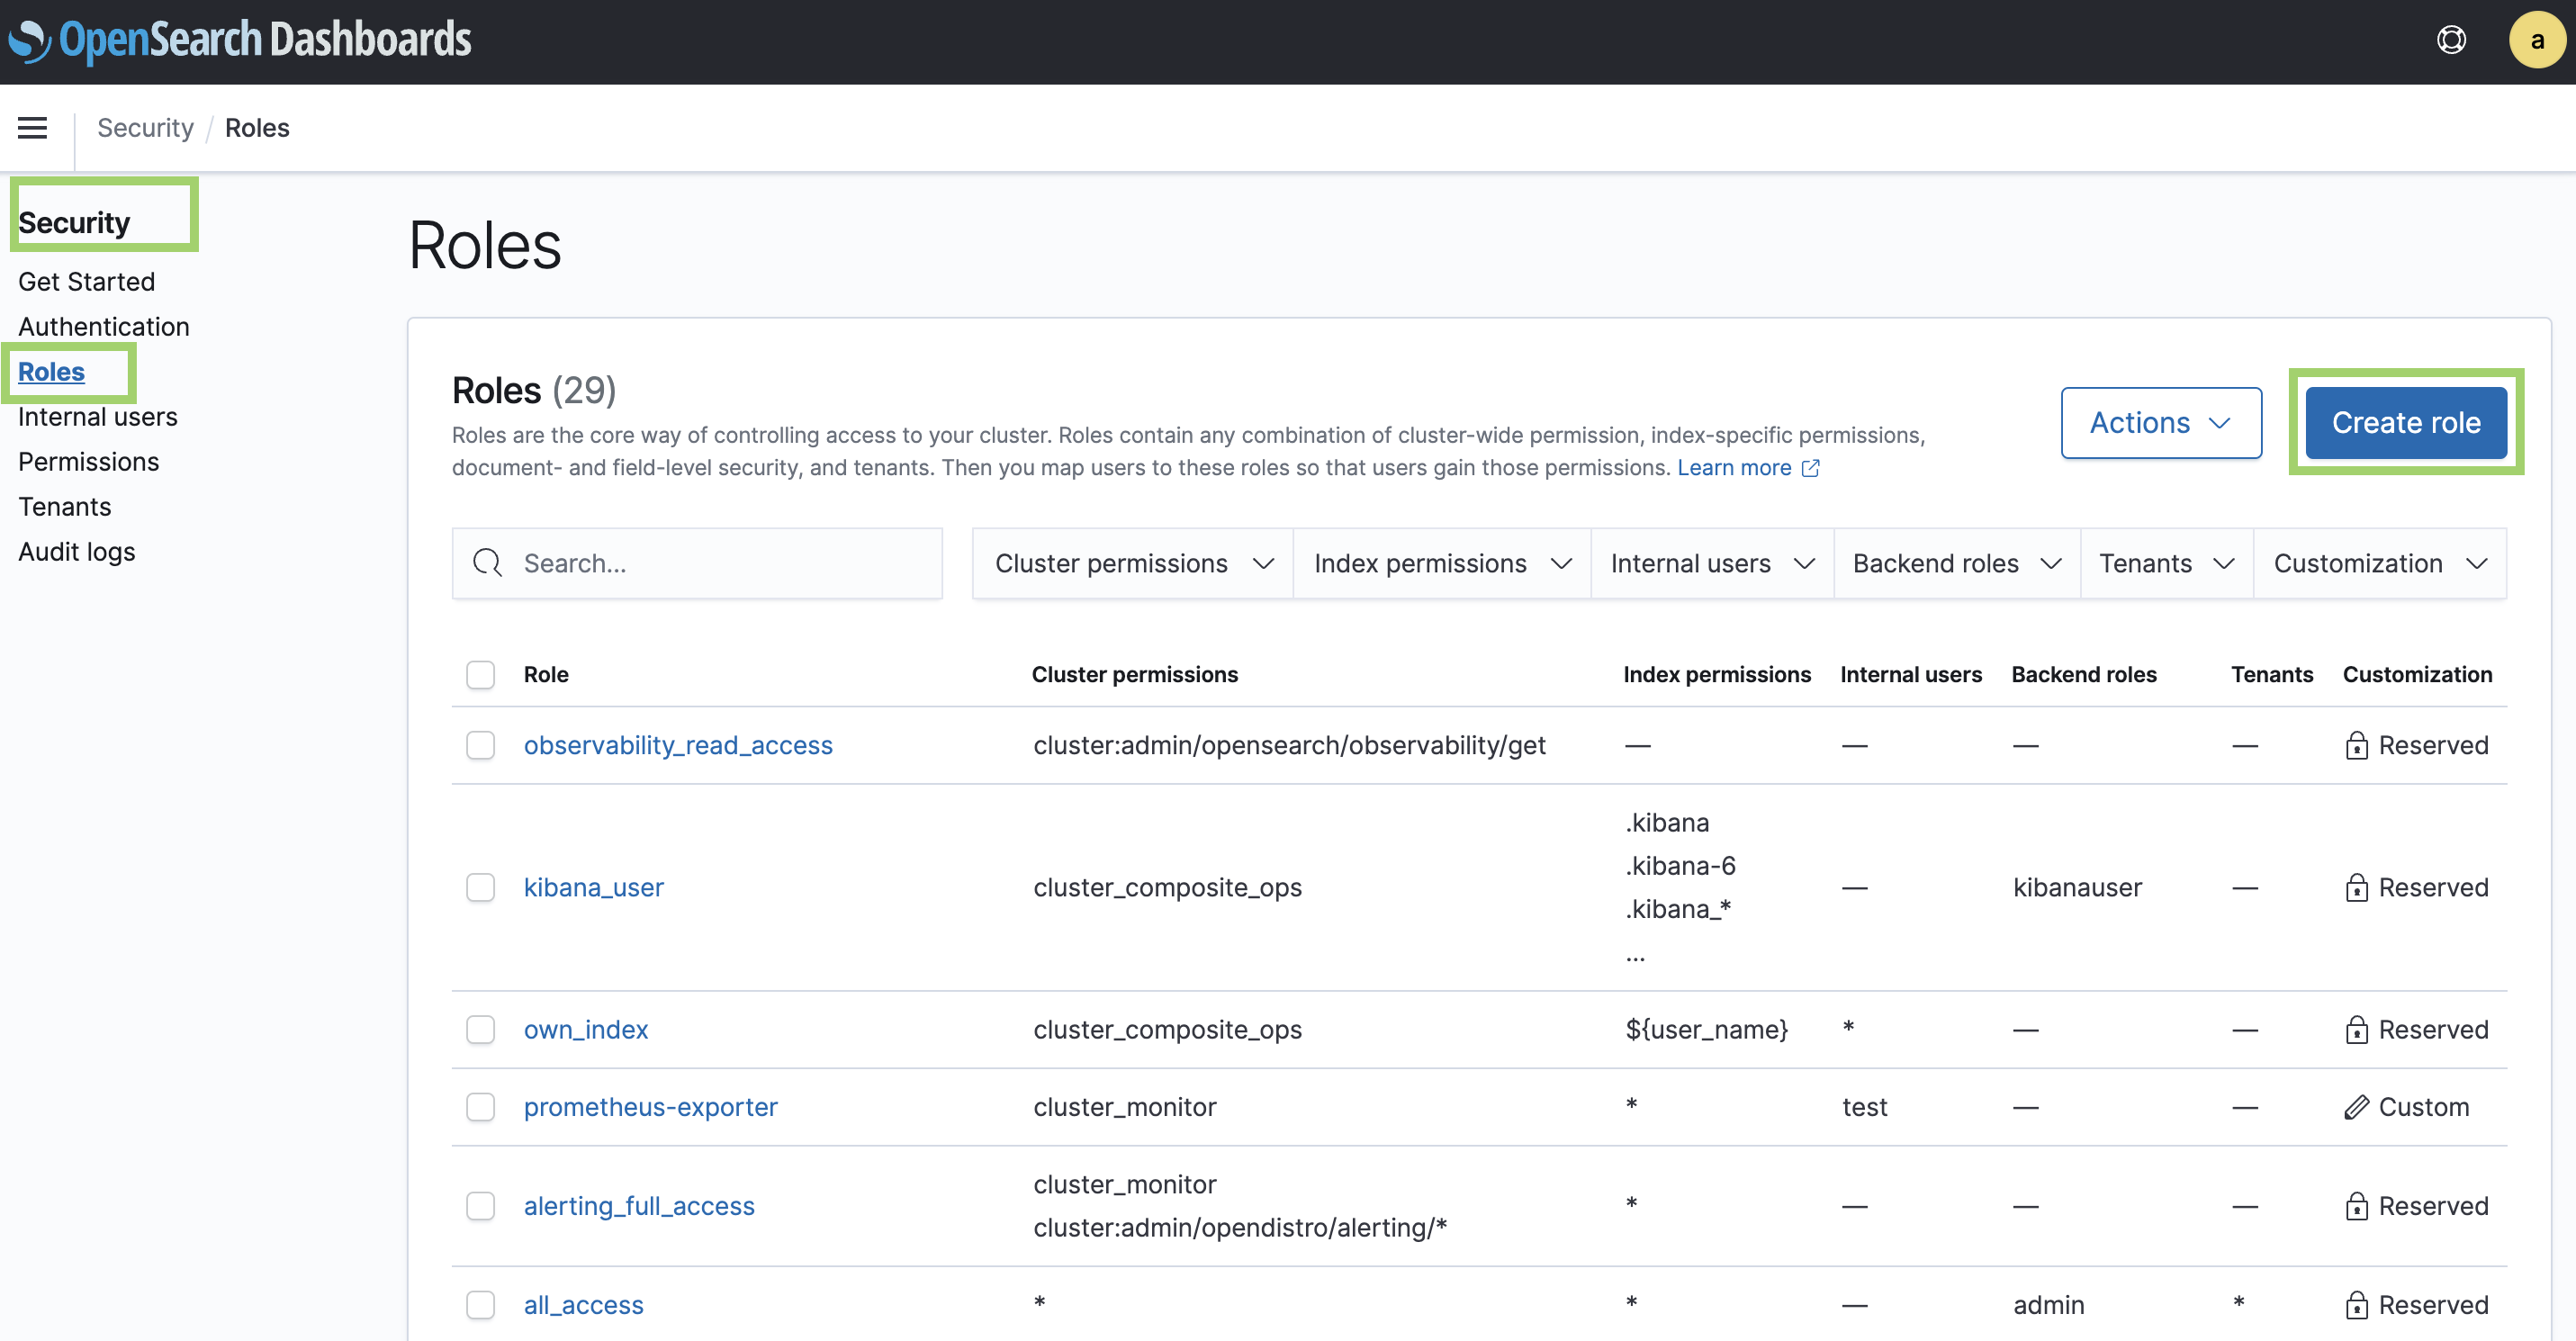 OpenSearch Dashboards
a
Security / Roles
Security
Get Started
Authentication
Roles
Internal users
Permissions
Tenants
Audit logs
Roles
Roles (29)
Roles are the core way of controlling access to your cluster. Roles contain any combination of cluster-wide permission, index-specific permissions,
document- and field-level security, and tenants. Then you map users to these roles so that users gain those permissions. Learn more
Actions
Create role
Search...
Cluster permissions
Index permissions
Internal users
Backend roles
Tenants
Customization
Role Cluster permissions Index permissions Internal users Backend roles Tenants Customization
observability_read_access cluster:admin/opensearch/observability/get — — — — Reserved
.kibana
.kibana-6
kibana_user cluster_composite_ops — kibanauser — Reserved
.kibana_*
...
own_index cluster_composite_ops ${user_name} * — — Reserved
prometheus-exporter cluster_monitor * test — — Custom
cluster_monitor
alerting_full_access * — — — Reserved
cluster:admin/opendistro/alerting/*
all_access * * — admin * Reserved